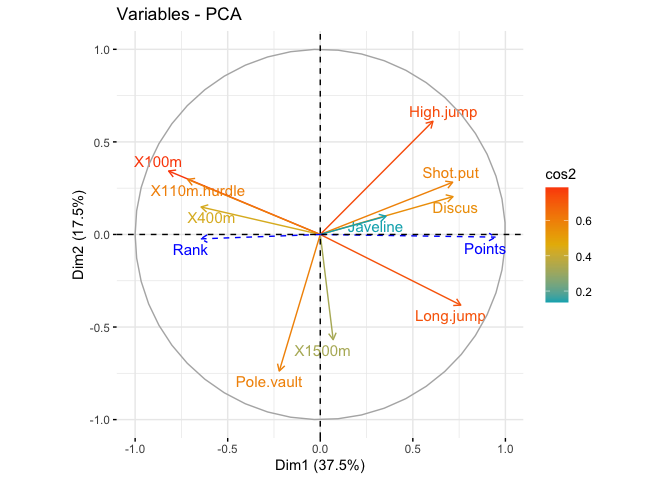 Variables - PCA
1.0
0.5
0.0
-0.5
-1.0
Dim2 (17.5%)
High.jump
X100m
Shot.put
X110m.hurdle
Discus
X400m
Javeline
Rank
Points
Long.jump
X1500m
Pole.vault
-1.0 -0.5 0.0 0.5 1.0
Dim1 (37.5%)
cos2
0.6
0.4
0.2